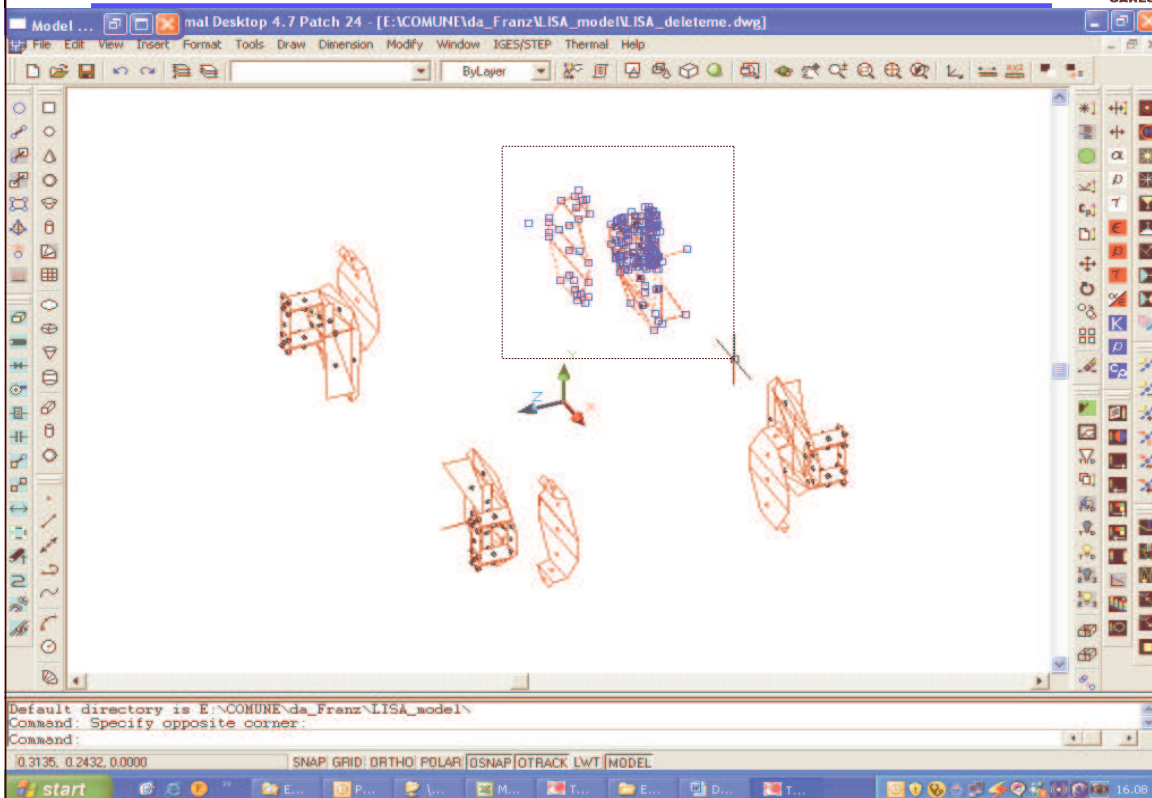 Model ... mal Desktop 4.7 Patch 24 - [E:\COMUNE\da_Franz\LISA_model\LISA_deleteme.dwg]
File Edit View Insert Format Tools Draw Dimension Modify Window IGES/STEP Thermal Help
ByLayer
Y
Z
X
Default directory is E:\COMUNE\da_Franz\LISA_model\
Command: Specify opposite corner:
Command:
0.3135, 0.2432, 0.0000 SNAP GRID ORTHO POLAR OSNAP OTRACK LWT MODEL
start E... P... \... M... T... E... D... T... 16.08